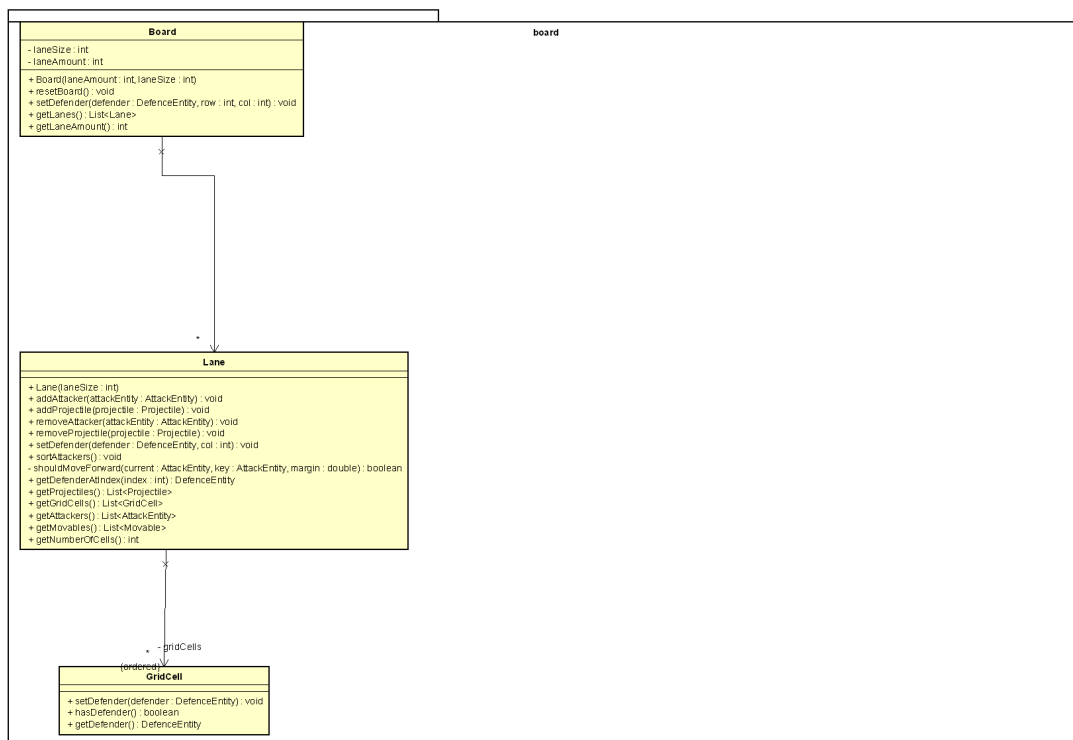 board
Board
- laneSize : int
- laneAmount : int
+ Board(laneAmount : int, laneSize : int)
+ resetBoard() : void
+ setDefender(defender : DefenceEntity, row : int, col : int) : void
+ getLanes() : List<Lane>
+ getLaneAmount() : int
*
Lane
+ Lane(laneSize : int)
+ addAttacker(attackEntity : AttackEntity) : void
+ addProjectile(projectile : Projectile) : void
+ removeAttacker(attackEntity : AttackEntity) : void
+ removeProjectile(projectile : Projectile) : void
+ setDefender(defender : DefenceEntity, col : int) : void
+ sortAttackers() : void
- shouldMoveForward(current : AttackEntity, key : AttackEntity, margin : double) : boolean
+ getDefenderAtIndex(index : int) : DefenceEntity
+ getProjectiles() : List<Projectile>
+ getGridCells() : List<GridCell>
+ getAttackers() : List<AttackEntity>
+ getMovables() : List<Movable>
+ getNumberOfCells() : int
- gridCells
*
{ordered}
GridCell
+ setDefender(defender : DefenceEntity) : void
+ hasDefender() : boolean
+ getDefender() : DefenceEntity